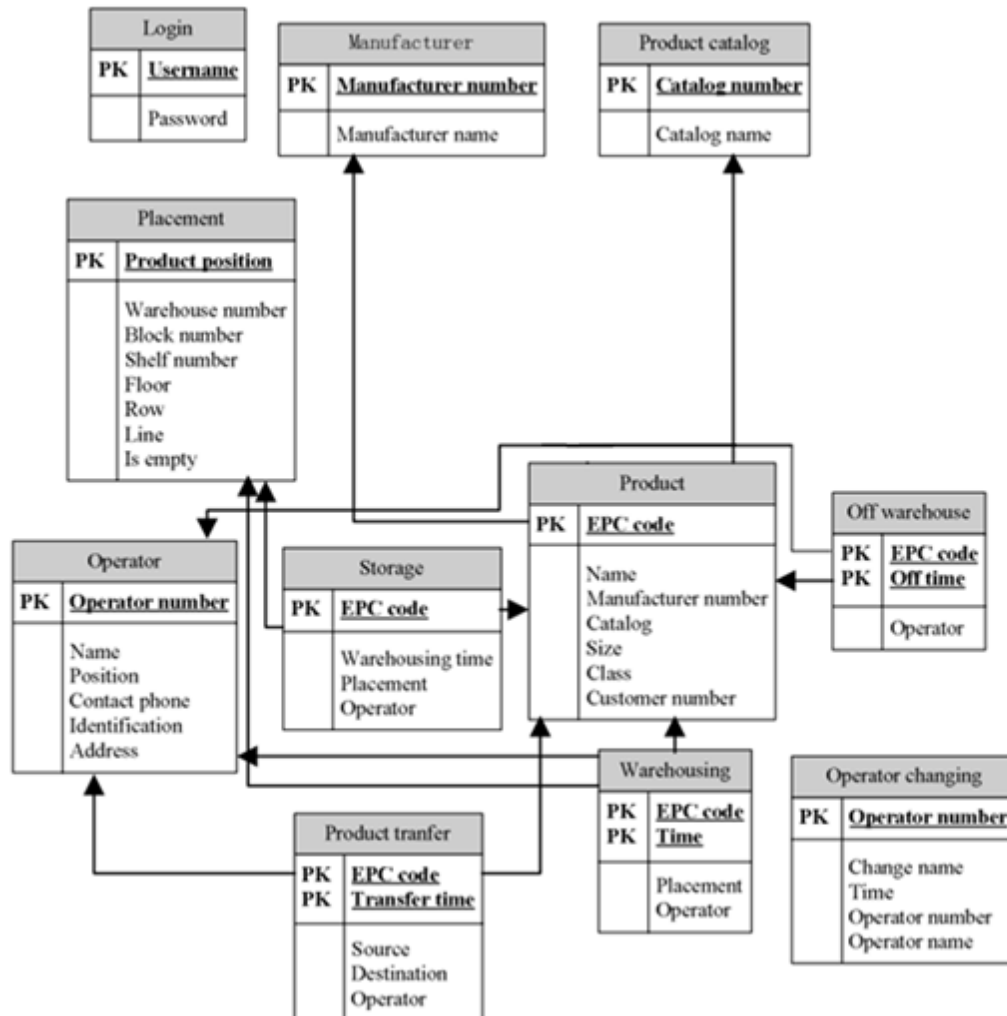 Login
PK Username
Password
Manufacturer
PK Manufacturer number
Manufacturer name
Product catalog
PK Catalog number
Catalog name
Placement
PK Product position
Warehouse number
Block number
Shelf number
Floor
Row
Line
Is empty
Product
PK EPC code
Name
Manufacturer number
Catalog
Size
Class
Customer number
Off warehouse
PK EPC code
PK Off time
Operator
Operator
PK Operator number
Name
Position
Contact phone
Identification
Address
Storage
PK EPC code
Warehousing time
Placement
Operator
Warehousing
PK EPC code
PK Time
Placement
Operator
Operator changing
PK Operator number
Change name
Time
Operator number
Operator name
Product tranfer
PK EPC code
PK Transfer time
Source
Destination
Operator